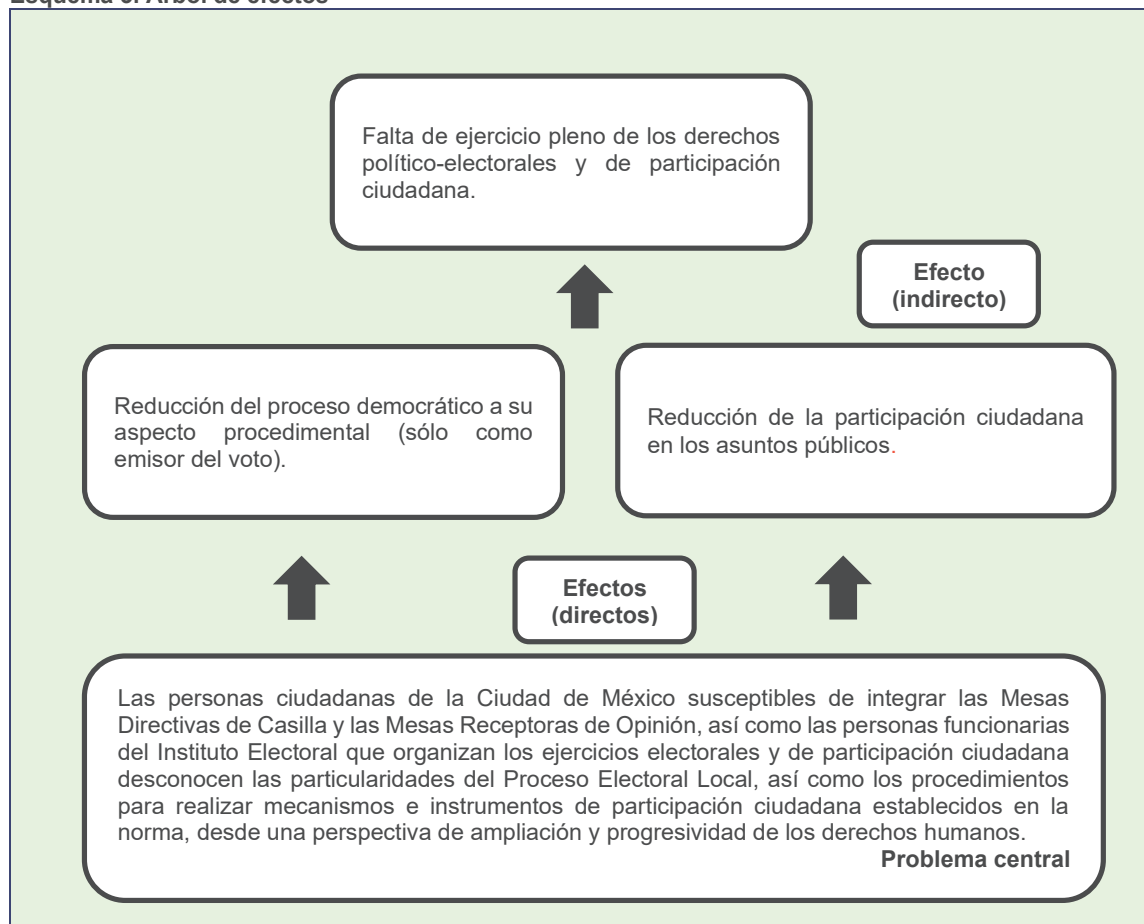 Esquema 6. Árbol de efectos
Falta de ejercicio pleno de los derechos
político-electorales y de participación
ciudadana.
Efecto
(indirecto)
Reducción del proceso democrático a su
aspecto procedimental (sólo como
emisor del voto).
Reducción de la participación ciudadana
en los asuntos públicos.
Efectos
(directos)
Las personas ciudadanas de la Ciudad de México susceptibles de integrar las Mesas
Directivas de Casilla y las Mesas Receptoras de Opinión, así como las personas funcionarias
del Instituto Electoral que organizan los ejercicios electorales y de participación ciudadana
desconocen las particularidades del Proceso Electoral Local, así como los procedimientos
para realizar mecanismos e instrumentos de participación ciudadana establecidos en la
norma, desde una perspectiva de ampliación y progresividad de los derechos humanos.
Problema central